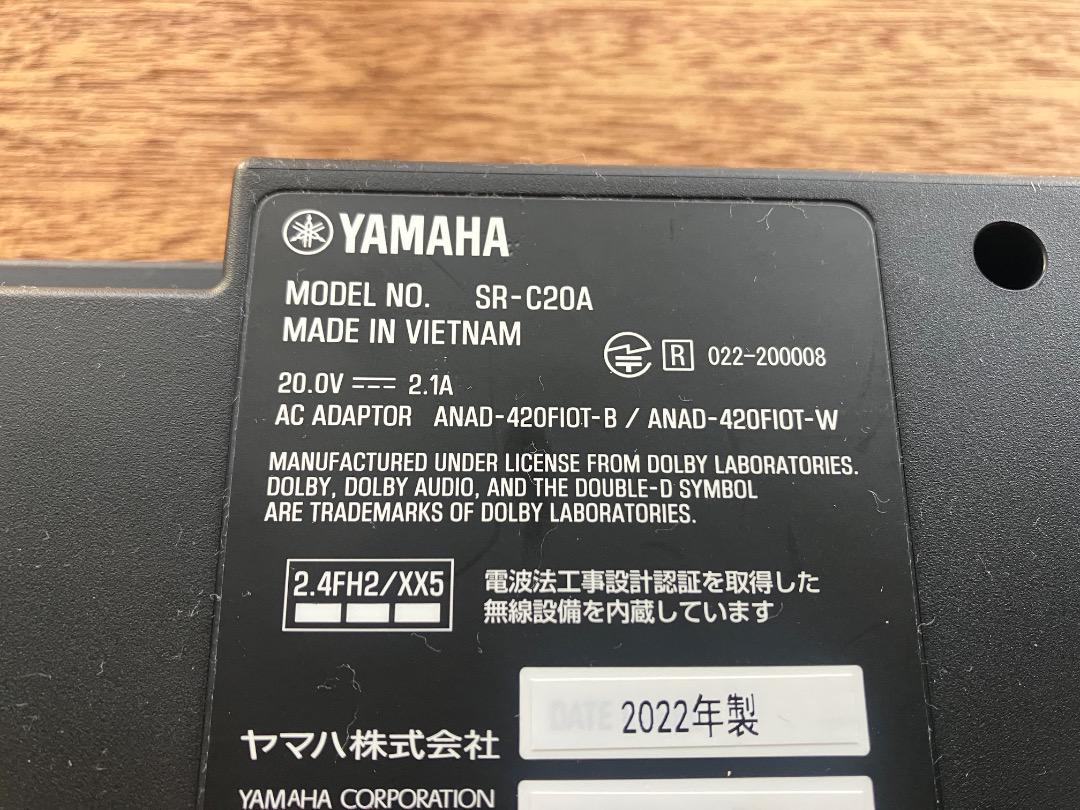 YAMAHA
MODEL NO. SR-C20A
MADE IN VIETNAM
R 022-200008
20.0V 2.1A
AC ADAPTOR ANAD-420FIOT-B / ANAD-420FIOT-W
MANUFACTURED UNDER LICENSE FROM DOLBY LABORATORIES.
DOLBY, DOLBY AUDIO, AND THE DOUBLE-D SYMBOL
ARE TRADEMARKS OF DOLBY LABORATORIES.
2.4FH2/XX5
電波法工事設計認証を取得した
無線設備を内蔵しています
DATE 2022年製
ヤマハ株式会社
YAMAHA CORPORATION